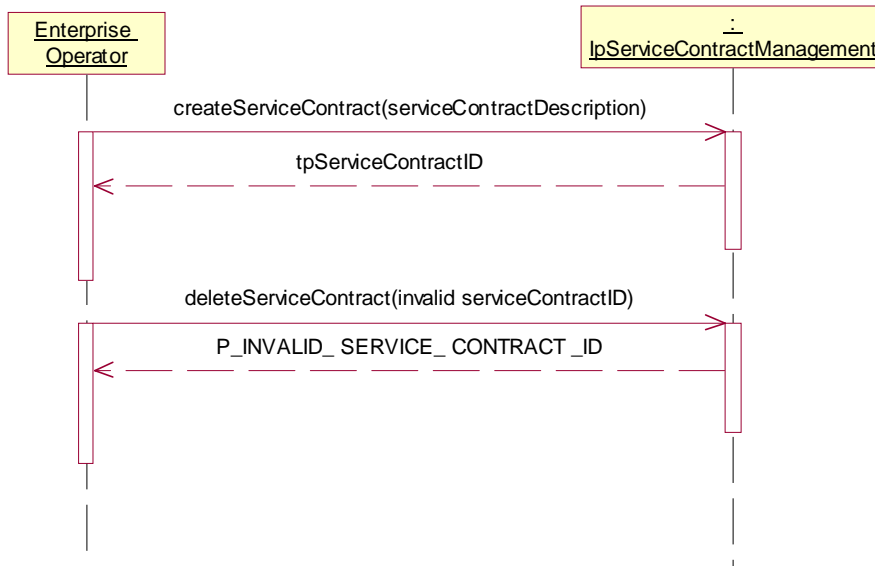 Enterprise
Operator
:
IpServiceContractManagement
createServiceContract(serviceContractDescription)
tpServiceContractID
deleteServiceContract(invalid serviceContractID)
P_INVALID_ SERVICE_ CONTRACT _ID